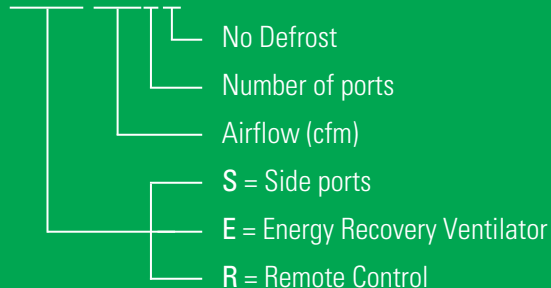 No Defrost
Number of ports
Airflow (cfm)
S = Side ports
E = Energy Recovery Ventilator
R = Remote Control